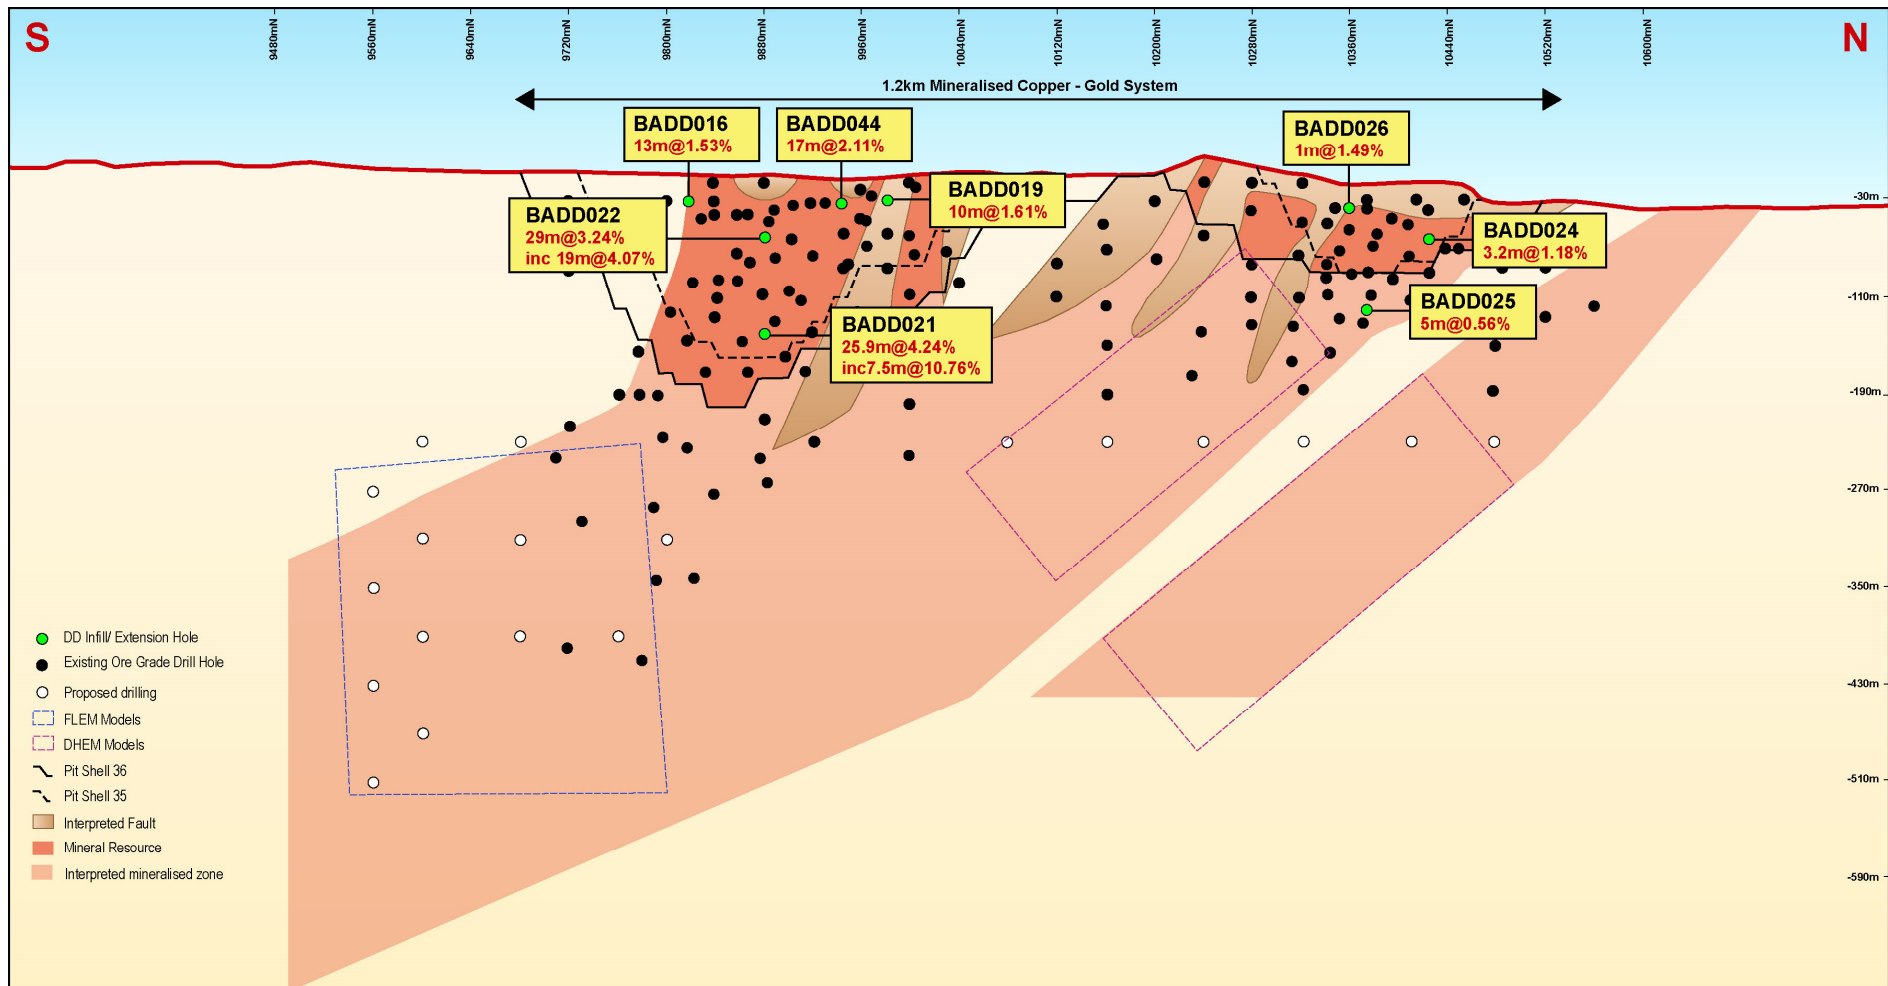 S
N
9480mN
9560mN
9640mN
9720mN
9800mN
9880mN
9960mN
10040mN
10120mN
10200mN
10280mN
10360mN
10440mN
10520mN
10600mN
1.2km Mineralised Copper - Gold System
BADD016
13m@1.53%
BADD044
17m@2.11%
BADD026
1m@1.49%
BADD019
10m@1.61%
BADD022
29m@3.24%
inc 19m@4.07%
BADD024
3.2m@1.18%
BADD025
5m@0.56%
BADD021
25.9m@4.24%
inc7.5m@10.76%
-30m
-110m
-190m
-270m
-350m
-430m
-510m
-590m
DD Infill/ Extension Hole
Existing Ore Grade Drill Hole
Proposed drilling
FLEM Models
DHEM Models
Pit Shell 36
Pit Shell 35
Interpreted Fault
Mineral Resource
Interpreted mineralised zone